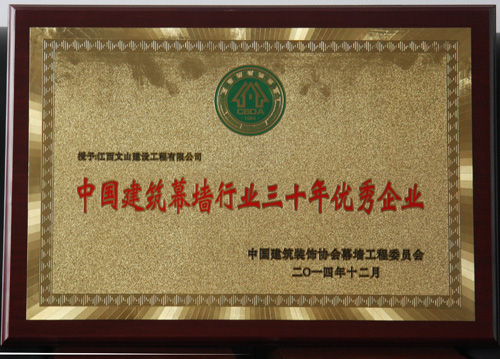 CBDA
授予:江西文山建设工程有限公司
中国建筑幕墙行业三十年优秀企业
中国建筑装饰协会幕墙工程委员会
二〇一四年十二月